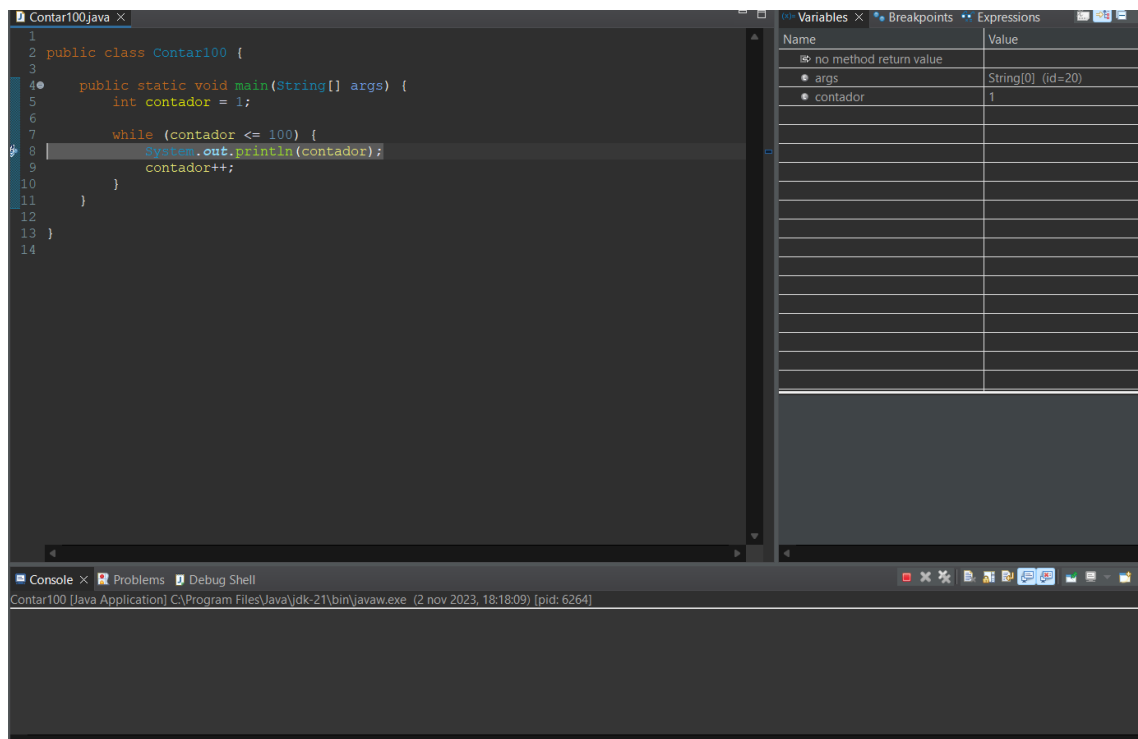 Contar100.java
1
2 public class Contar100 {
3
4 public static void main(String[] args) {
5 int contador = 1;
6
7 while (contador <= 100) {
8 System.out.println(contador);
9 contador++;
10 }
11 }
12
13 }
14
Variables Breakpoints Expressions
Name Value
no method return value
args String[0] (id=20)
contador 1
Console Problems Debug Shell
Contar100 [Java Application] C:\Program Files\Java\jdk-21\bin\javaw.exe (2 nov 2023, 18:18:09) [pid: 6264]